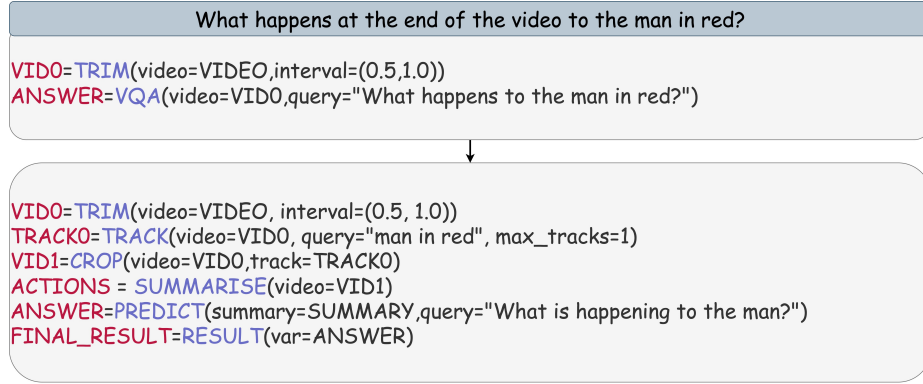 What happens at the end of the video to the man in red?
VID0=TRIM(video=VIDEO,interval=(0.5,1.0))
ANSWER=VQA(video=VID0,query="What happens to the man in red?")
VID0=TRIM(video=VIDEO, interval=(0.5, 1.0))
TRACK0=TRACK(video=VID0, query="man in red", max_tracks=1)
VID1=CROP(video=VID0,track=TRACK0)
ACTIONS = SUMMARISE(video=VID1)
ANSWER=PREDICT(summary=SUMMARY,query="What is happening to the man?")
FINAL_RESULT=RESULT(var=ANSWER)